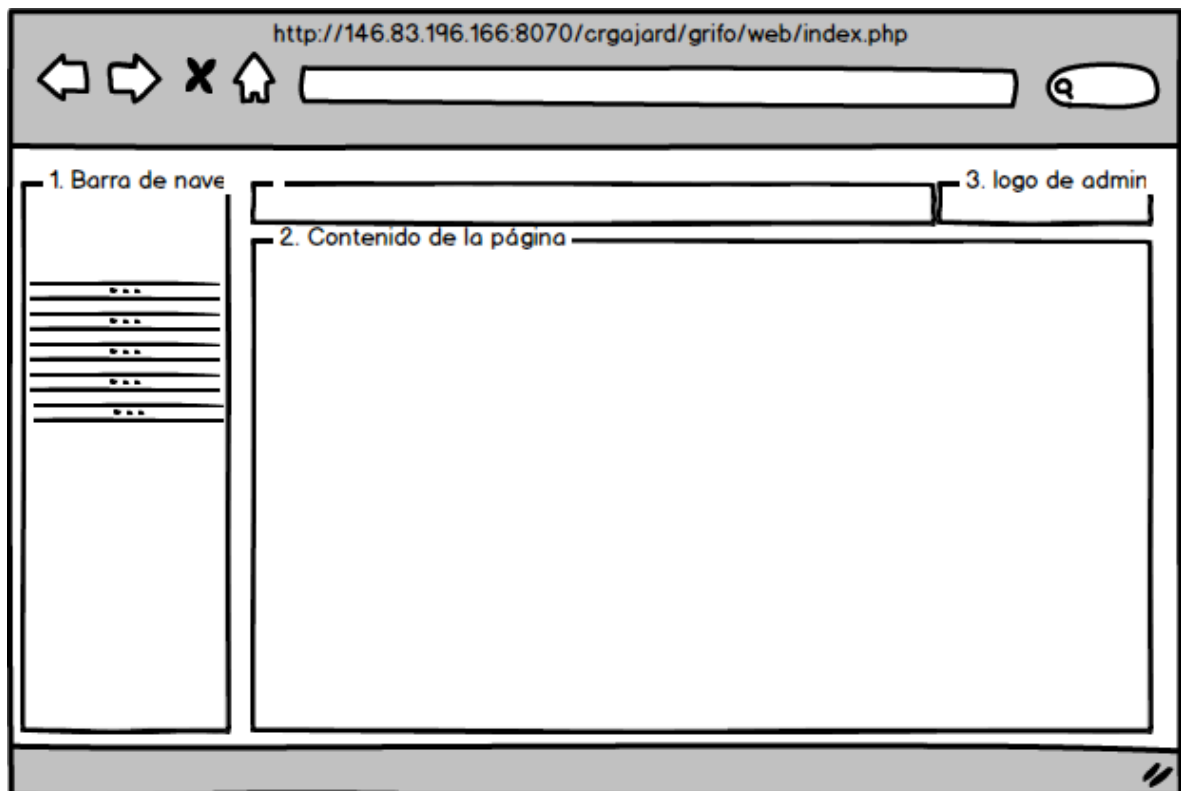 http://146.83.196.166:8070/crgajard/grifo/web/index.php
1. Barra de nave
3. logo de admin
2. Contenido de la página
...
...
...
...
...